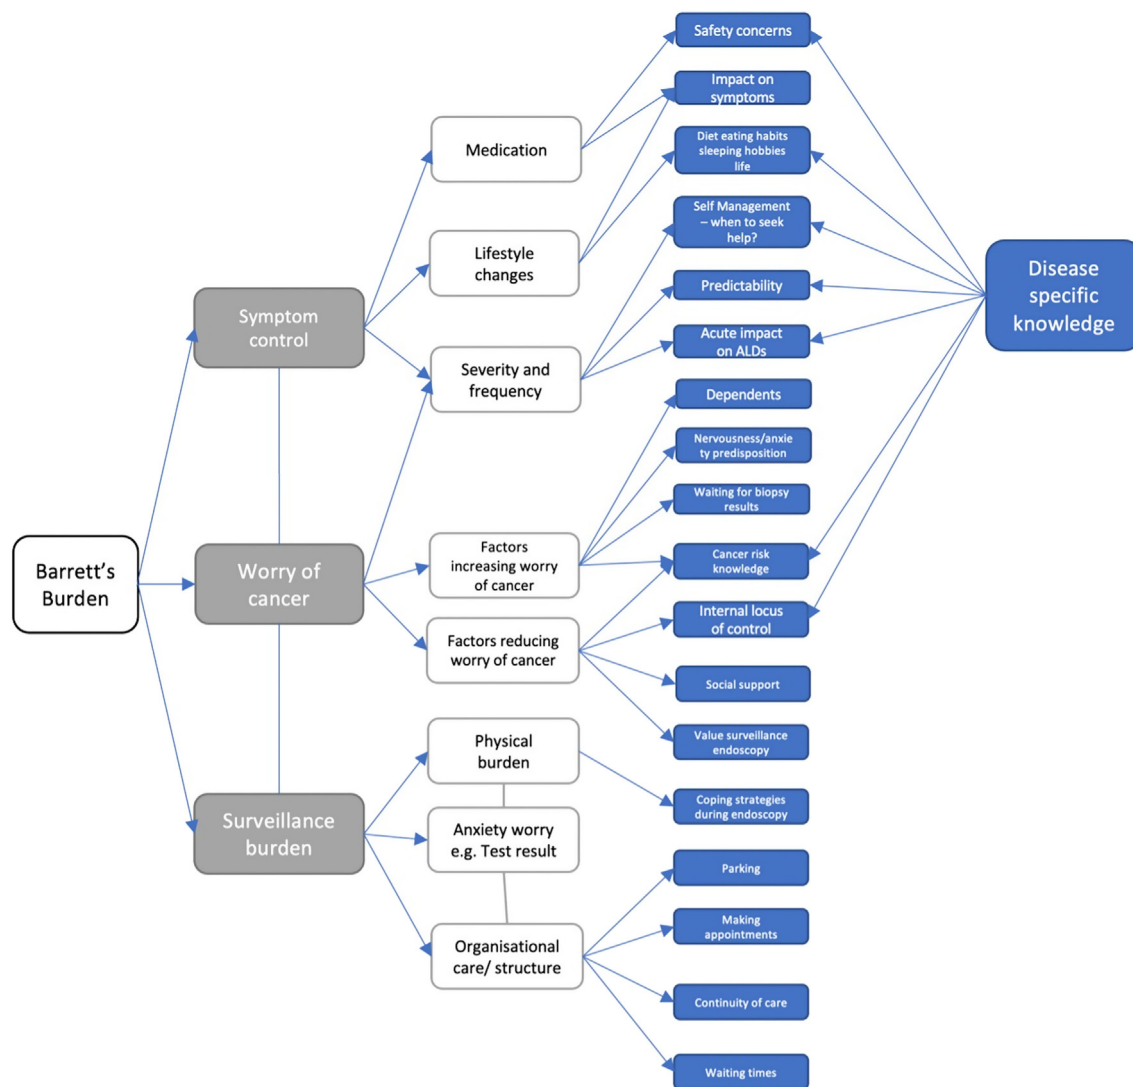 Safety concerns
Impact on
symptoms
Medication
Diet eating habits
sleeping hobbies
life
Self Management
– when to seek
help?
Lifestyle
changes
Predictability
Disease
specific
knowledge
Symptom
control
Acute impact
on ALDs
Severity and
frequency
Dependents
Nervousness/anxie
ty predisposition
Waiting for biopsy
results
Barrett’s
Burden
Worry of
cancer
Factors
increasing worry
of cancer
Cancer risk
knowledge
Internal locus
of control
Factors reducing
worry of cancer
Social support
Value surveillance
endoscopy
Physical
burden
Coping strategies
during endoscopy
Surveillance
burden
Anxiety worry
e.g. Test result
Parking
Making
appointments
Organisational
care/ structure
Continuity of care
Waiting times